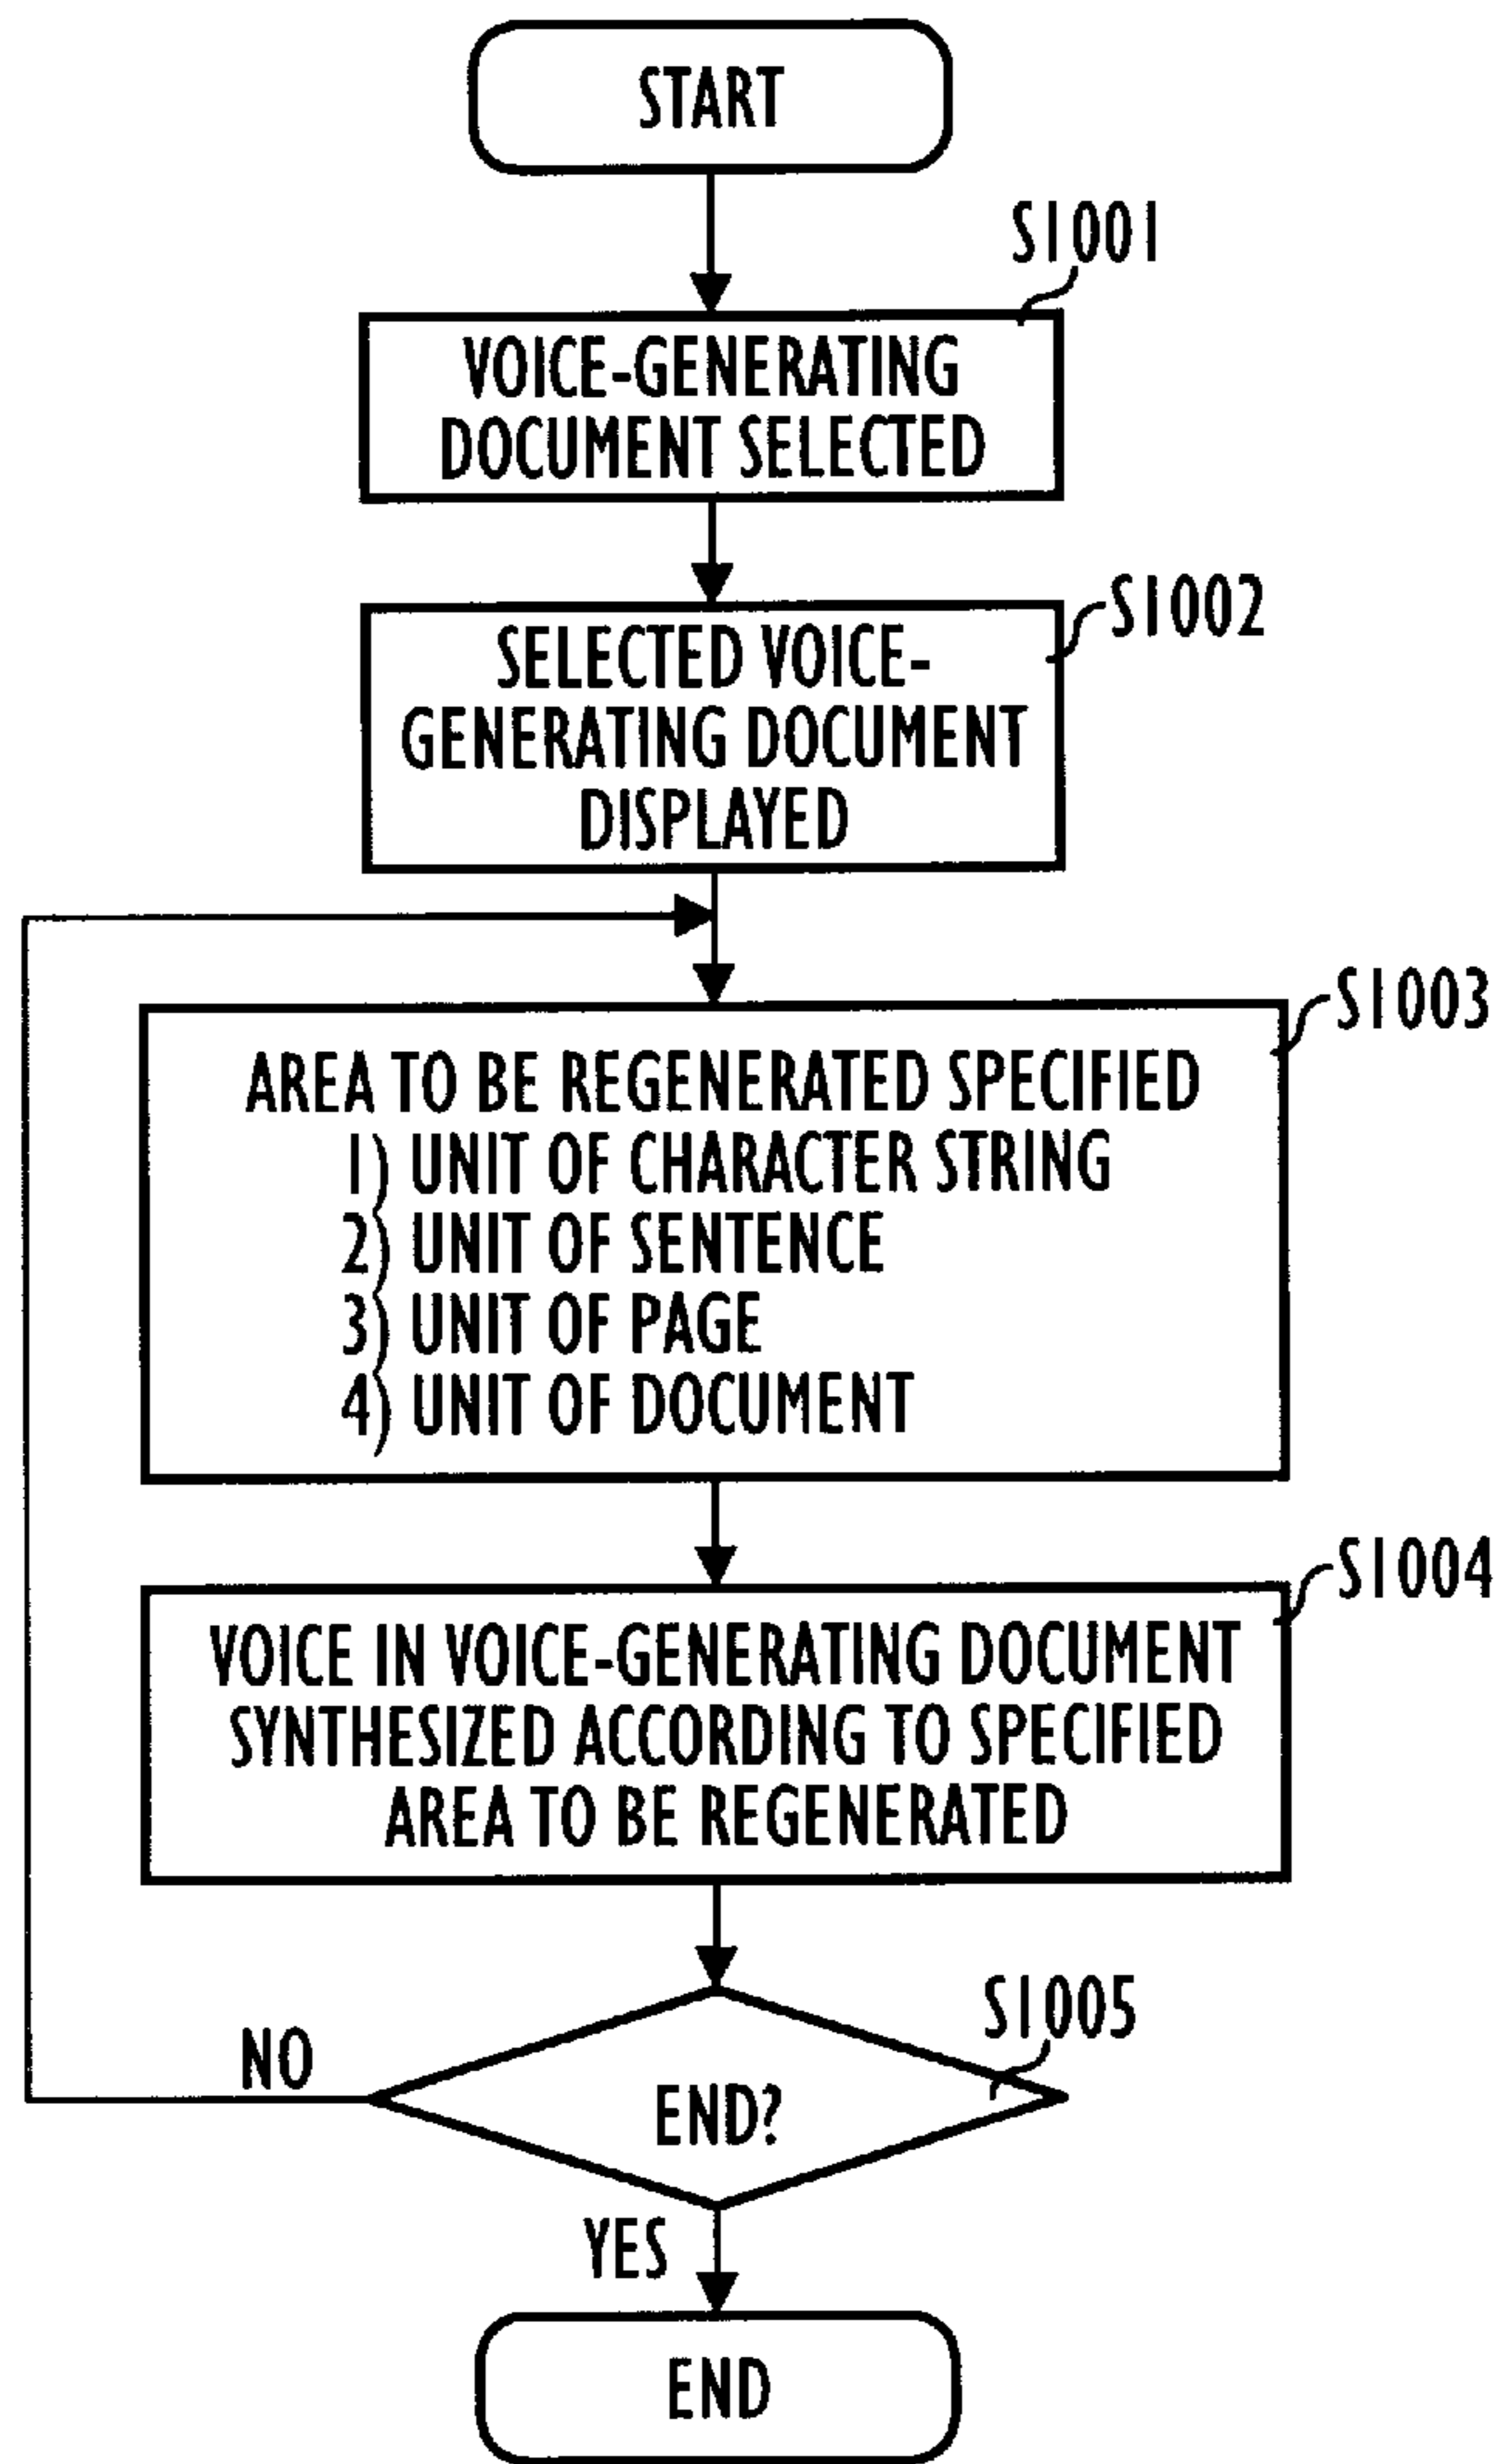 START
S1001
VOICE-GENERATING
DOCUMENT SELECTED
S1002
SELECTED VOICE-
GENERATING DOCUMENT
DISPLAYED
S1003
AREA TO BE REGENERATED SPECIFIED
1) UNIT OF CHARACTER STRING
2) UNIT OF SENTENCE
3) UNIT OF PAGE
4) UNIT OF DOCUMENT
S1004
VOICE IN VOICE-GENERATING DOCUMENT
SYNTHESIZED ACCORDING TO SPECIFIED
AREA TO BE REGENERATED
S1005
NO
END?
YES
END